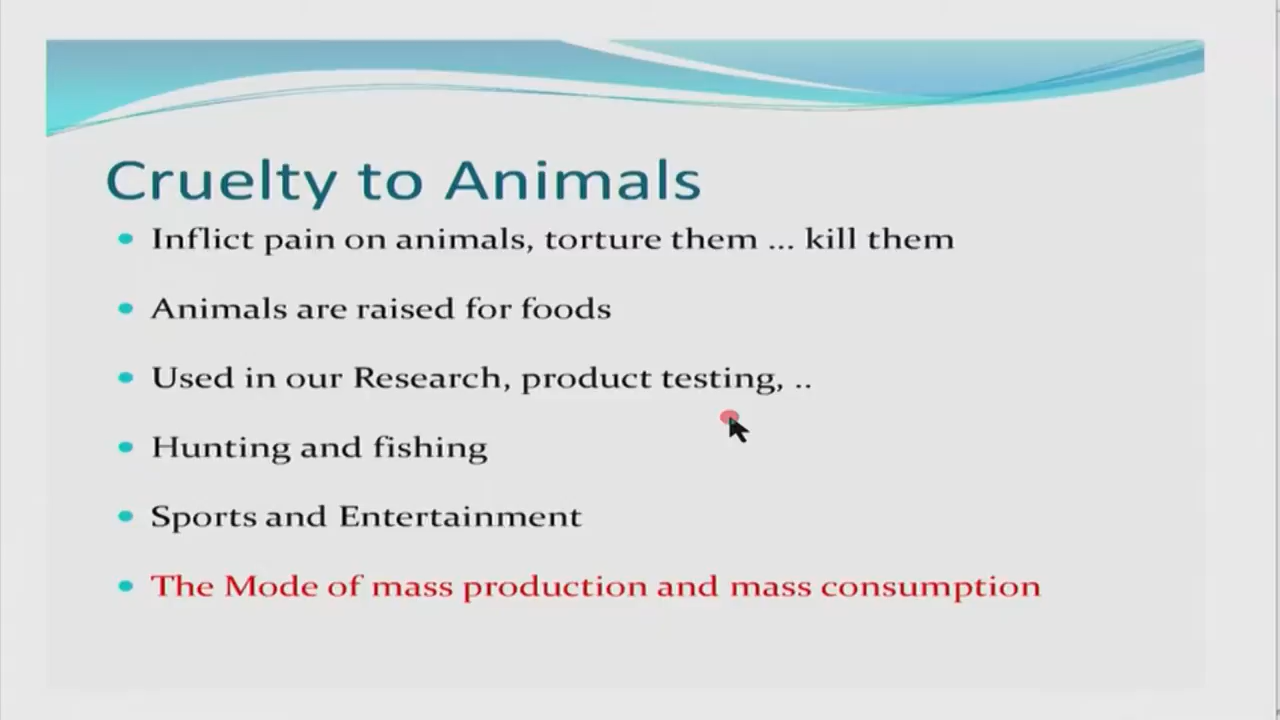 Cruelty to Animals
Inflict pain on animals, torture them ... kill them
Animals are raised for foods
Used in our Research, product testing, ..
Hunting and fishing
Sports and Entertainment
The Mode of mass production and mass consumption